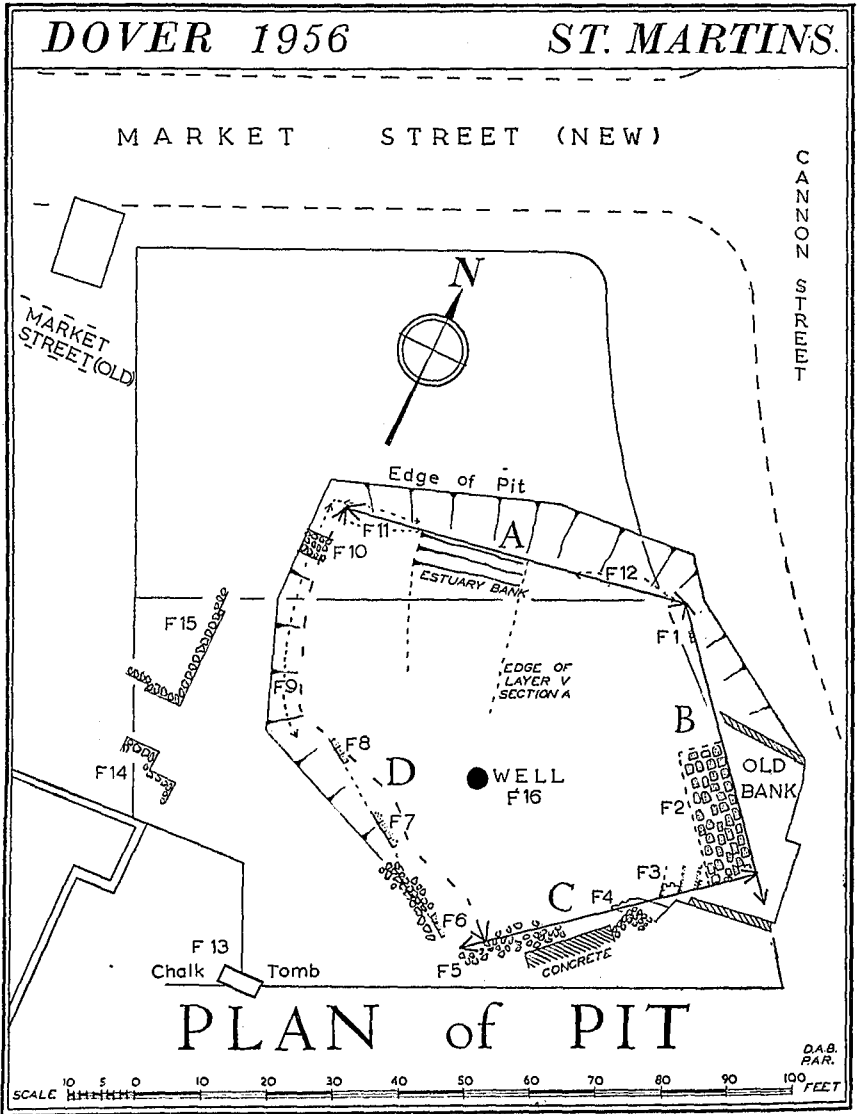 DOVER 1956 ST. MARTINS.
MARKET STREET (NEW)
CANNON STREET
N
MARKET
STREET (OLD)
Edge of Pit
A
F11
F10
F12
ESTUARY BANK
F15
F1
EDGE OF
LAYER V
SECTION A
F9
B
F8
D
WELL
F16
OLD
BANK
F14
F2
F7
F3
F4
C
F6
F5
CONCRETE
F 13
Chalk Tomb
PLAN of PIT
D.A.B.
P.A.R.
SCALE 10 5 0 10 20 30 40 50 60 70 80 90 100 FEET